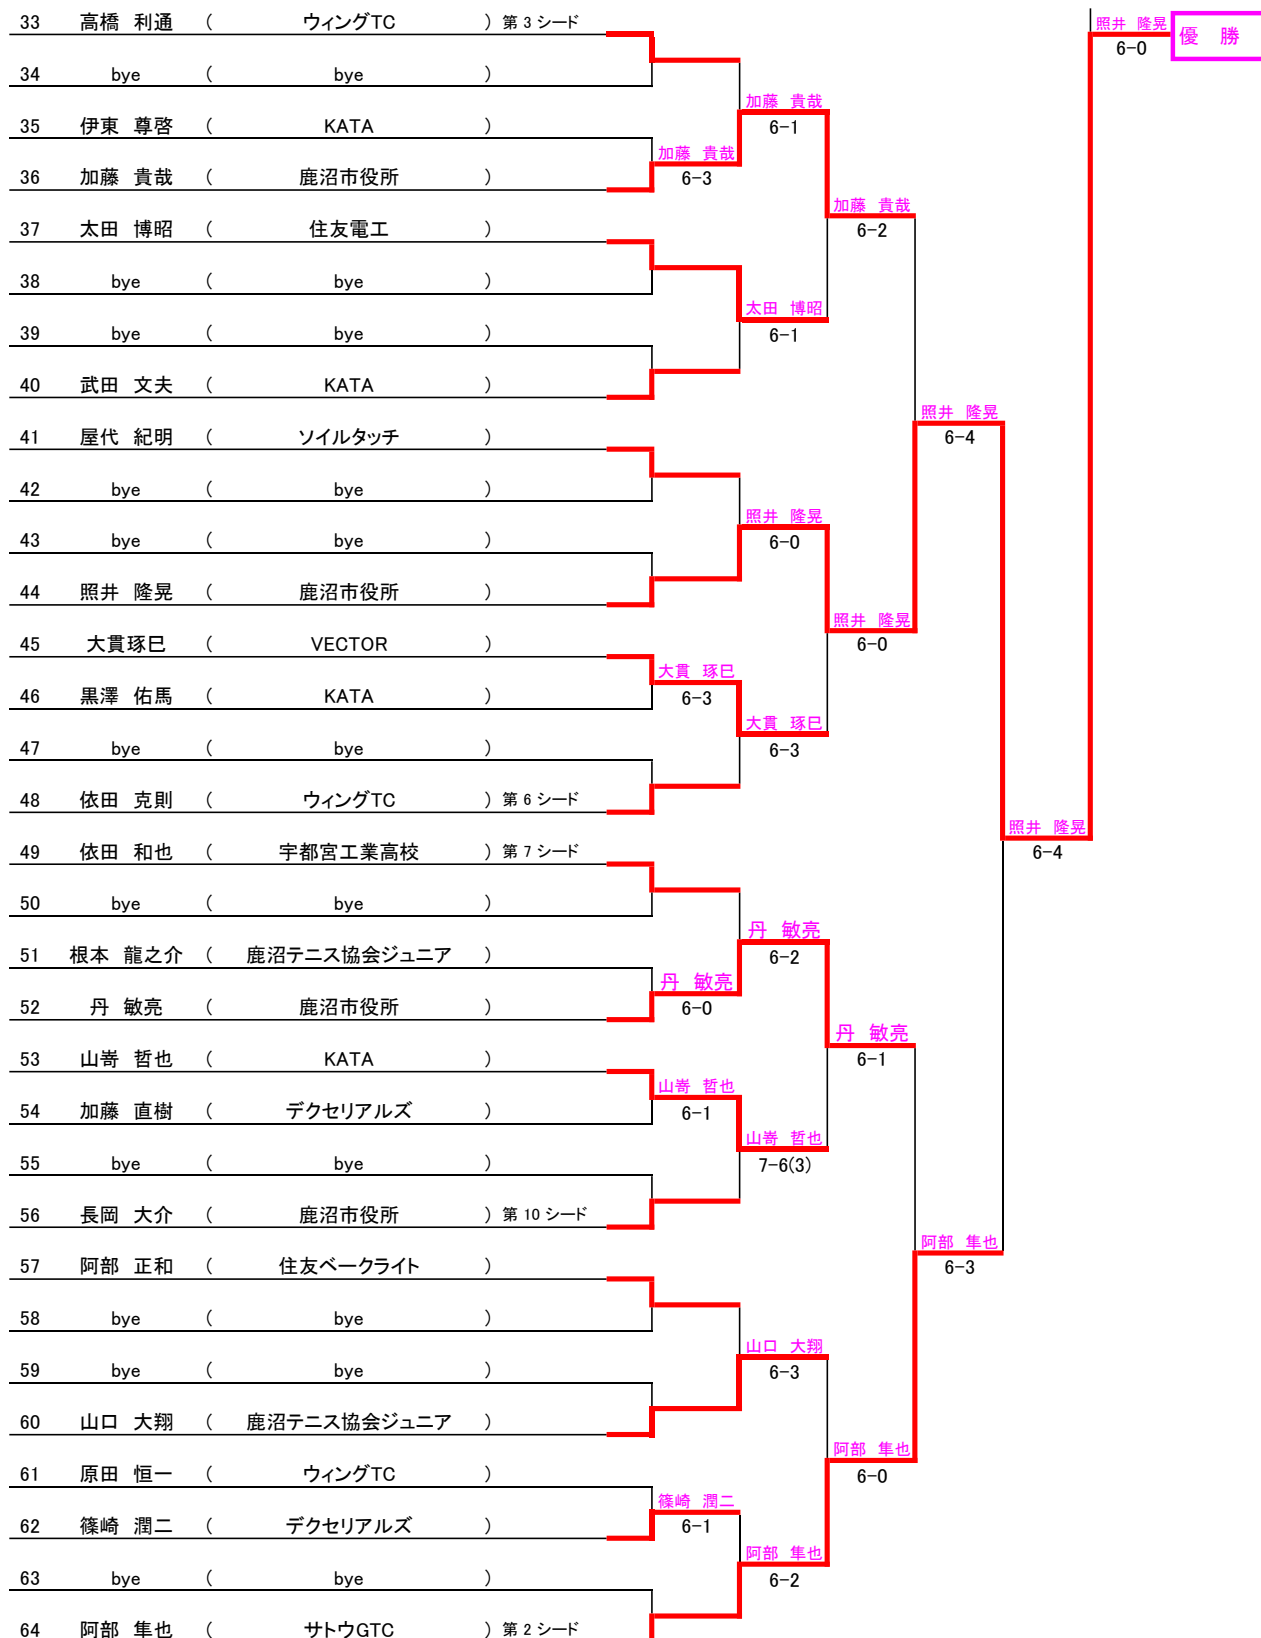 33 高橋 利通 ( ウィングTC ) 第 3 シード
照井 隆晃
6-0
優 勝
34 bye ( bye )
加藤 貴哉
6-1
35 伊東 尊啓 ( KATA )
加藤 貴哉
6-3
36 加藤 貴哉 ( 鹿沼市役所 )
加藤 貴哉
6-2
37 太田 博昭 ( 住友電工 )
38 bye ( bye )
太田 博昭
6-1
39 bye ( bye )
40 武田 文夫 ( KATA )
照井 隆晃
6-4
41 屋代 紀明 ( ソイルタッチ )
42 bye ( bye )
照井 隆晃
6-0
43 bye ( bye )
44 照井 隆晃 ( 鹿沼市役所 )
照井 隆晃
6-0
45 大貫琢巳 ( VECTOR )
大貫 琢巳
6-3
46 黒澤 佑馬 ( KATA )
大貫 琢巳
6-3
47 bye ( bye )
48 依田 克則 ( ウィングTC ) 第 6 シード
照井 隆晃
6-4
49 依田 和也 ( 宇都宮工業高校 ) 第 7 シード
50 bye ( bye )
丹 敏亮
6-2
51 根本 龍之介 ( 鹿沼テニス協会ジュニア )
丹 敏亮
6-0
52 丹 敏亮 ( 鹿沼市役所 )
丹 敏亮
6-1
53 山嵜 哲也 ( KATA )
山嵜 哲也
6-1
54 加藤 直樹 ( デクセリアルズ )
山嵜 哲也
7-6(3)
55 bye ( bye )
56 長岡 大介 ( 鹿沼市役所 ) 第 10 シード
阿部 隼也
6-3
57 阿部 正和 ( 住友ベークライト )
58 bye ( bye )
山口 大翔
6-3
59 bye ( bye )
60 山口 大翔 ( 鹿沼テニス協会ジュニア )
阿部 隼也
6-0
61 原田 恒一 ( ウィングTC )
篠崎 潤二
6-1
62 篠崎 潤二 ( デクセリアルズ )
阿部 隼也
6-2
63 bye ( bye )
64 阿部 隼也 ( サトウGTC ) 第 2 シード